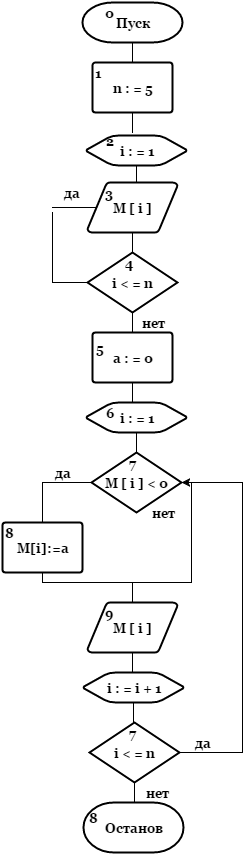 0
Пуск
1
n : = 5
2
i : = 1
да
3
M [ i ]
4
i < = n
нет
5
a : = 0
6
i : = 1
7
да
M [ i ] < 0
нет
8
M[i]:=a
9
M [ i ]
i : = i + 1
7
да
i < = n
нет
8
Останов